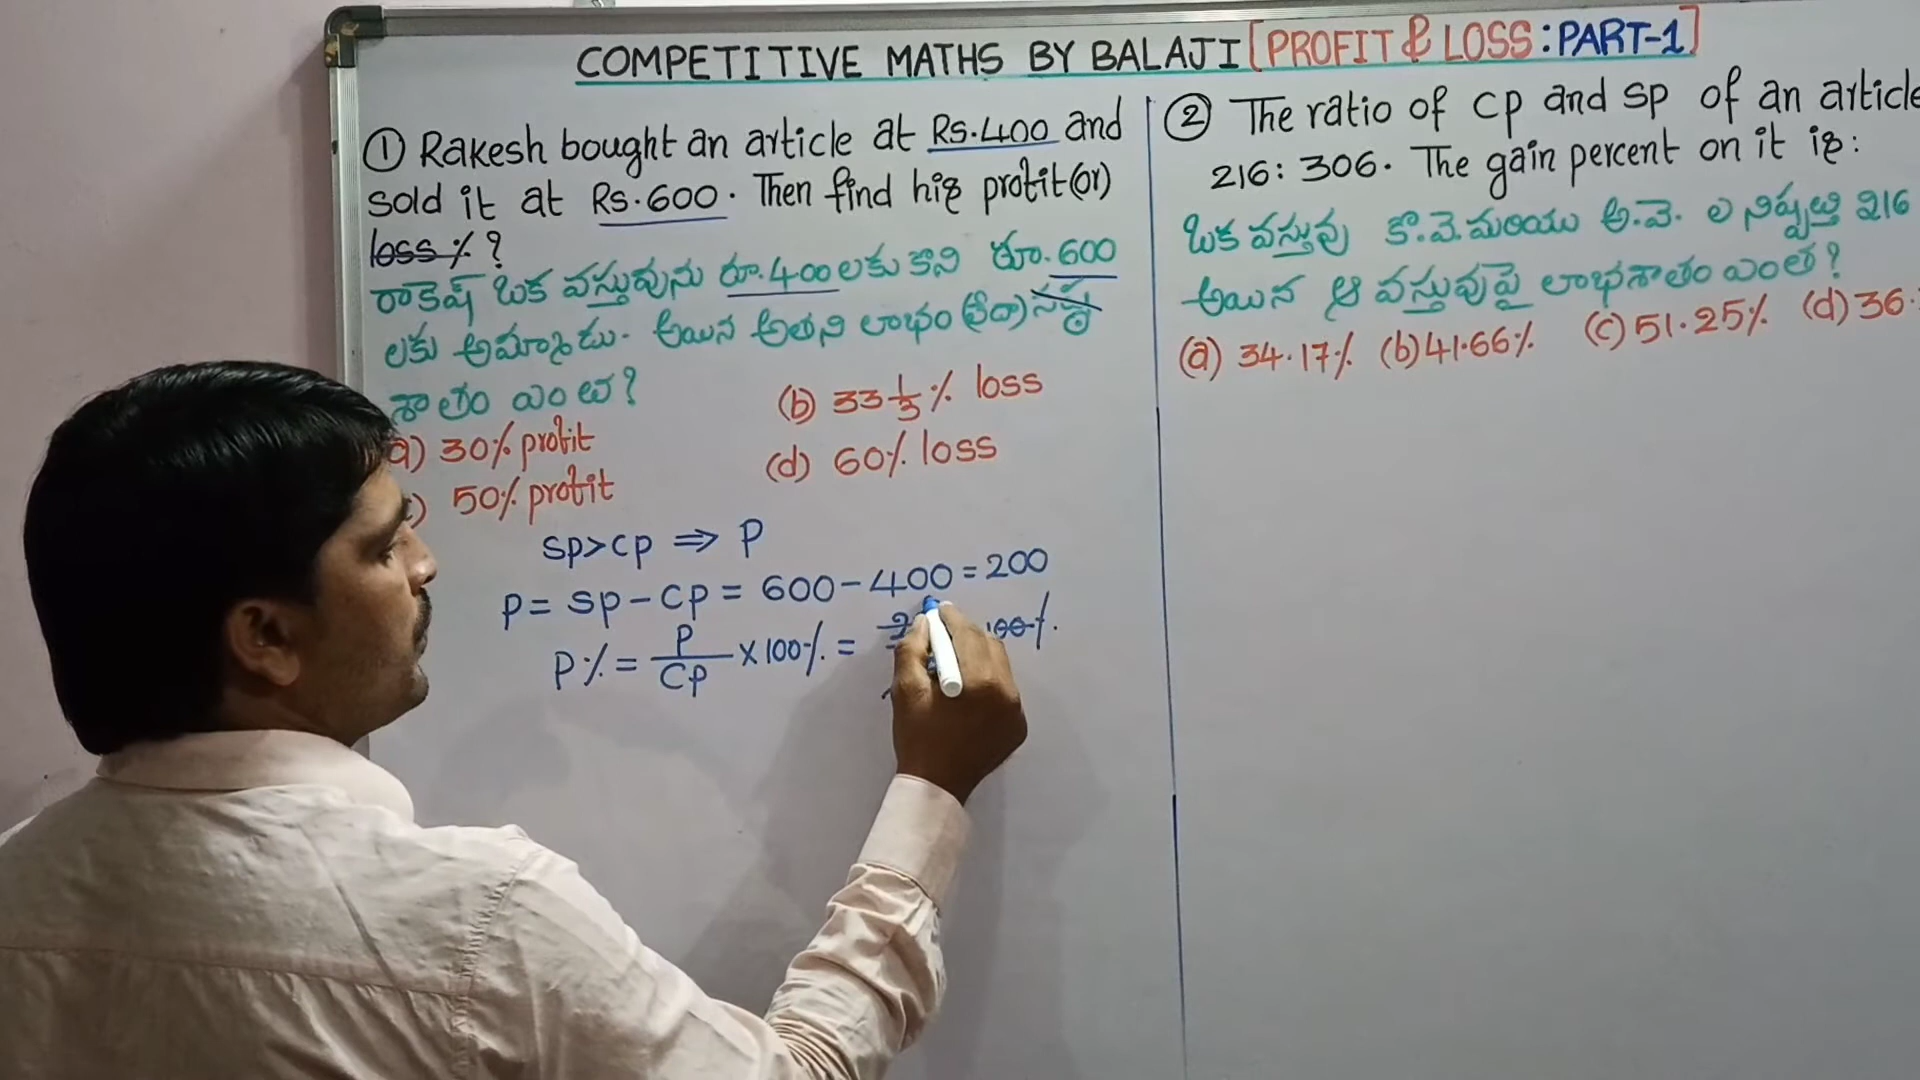 COMPETITIVE MATHS BY BALAJI [PROFIT & LOSS : PART-1]
① Rakesh bought an article at Rs.400 and
sold it at Rs.600. Then find his profit (or)
loss % ?
రాకేష్ ఒక వస్తువును రూ.400 లకు కొని రూ.600
లకు అమ్మాడు. అయిన అతని లాభం (లేదా) నష్ట
శాతం ఎంత?
a) 30% profit (b) 33 1/3 % loss
) 50% profit (d) 60% loss
SP>CP ⇒ P
P = SP - CP = 600 - 400 = 200
P% = P/CP × 100% = 100%
② The ratio of CP and SP of an article
216 : 306. The gain percent on it is :
ఒక వస్తువు కొ.వె. మరియు అ.వె. ల నిష్పత్తి 216
అయిన ఆ వస్తువుపై లాభశాతం ఎంత?
(a) 34.17% (b) 41.66% (c) 51.25% (d) 36.